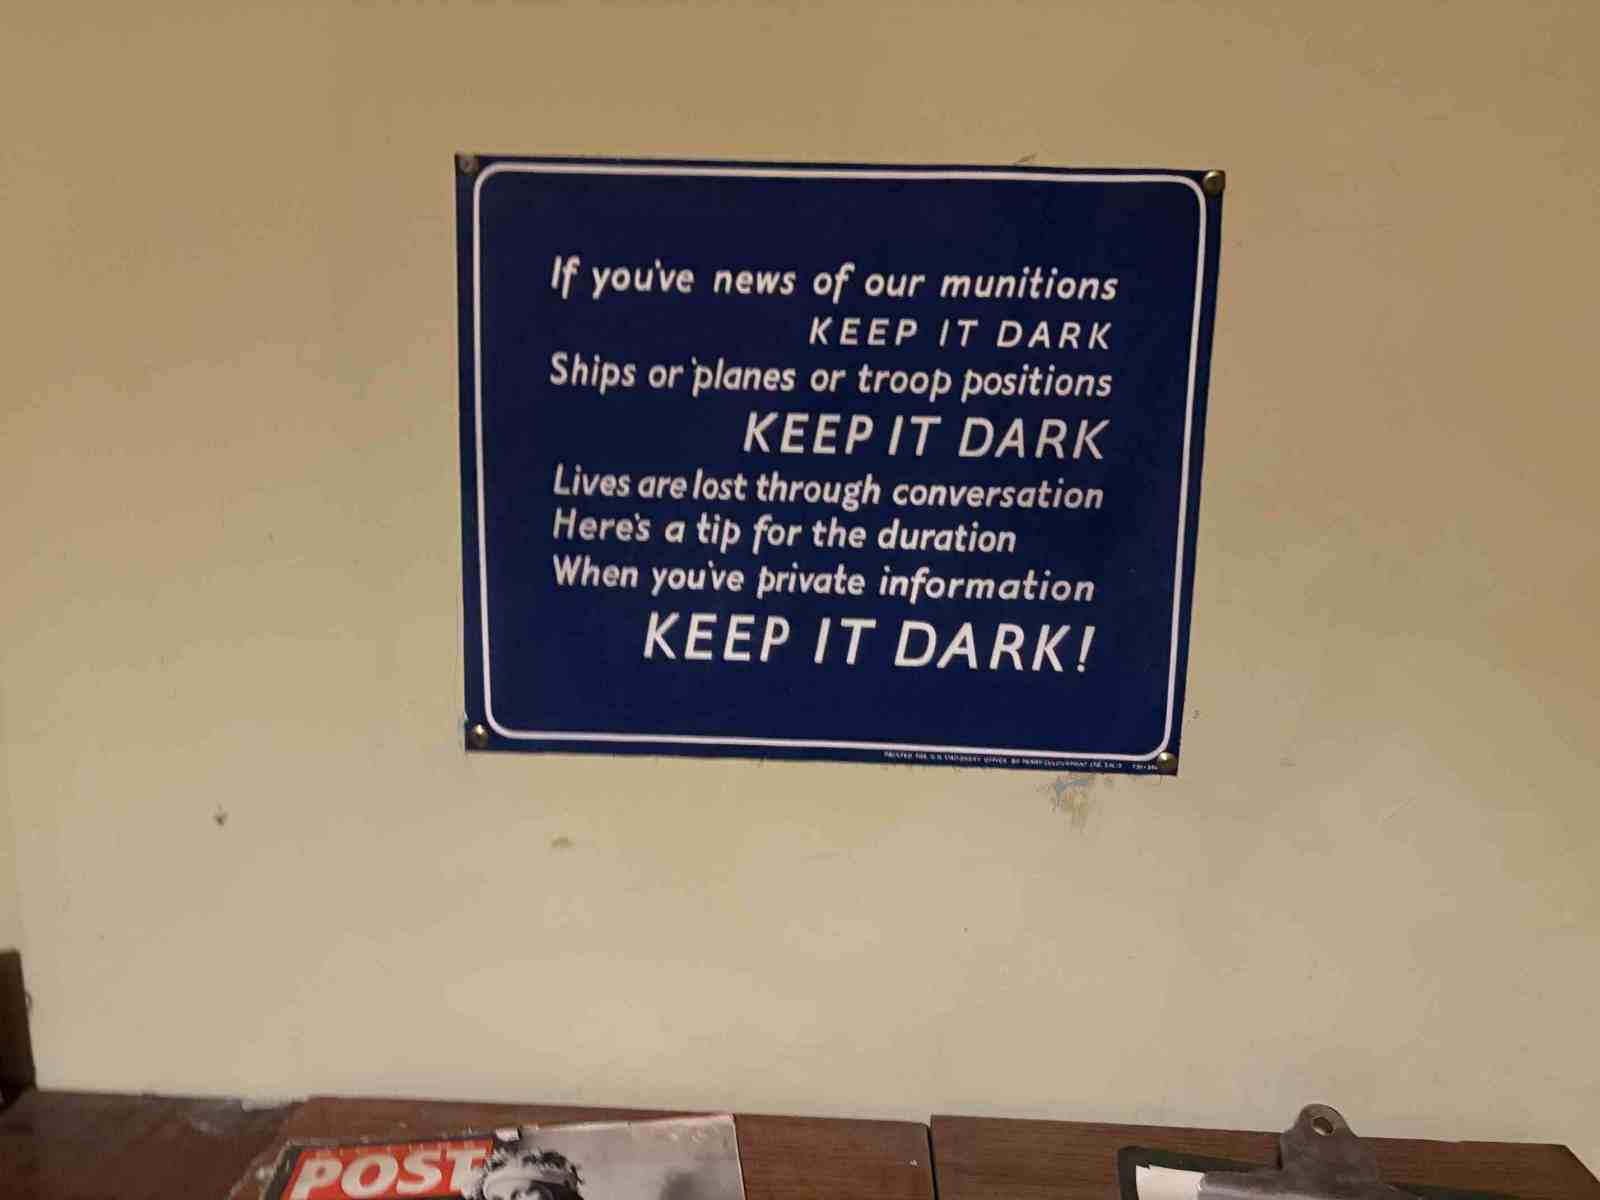 If you've news of our munitions
KEEP IT DARK
Ships or 'planes or troop positions
KEEP IT DARK
Lives are lost through conversation
Here's a tip for the duration
When you've private information
KEEP IT DARK!
POST